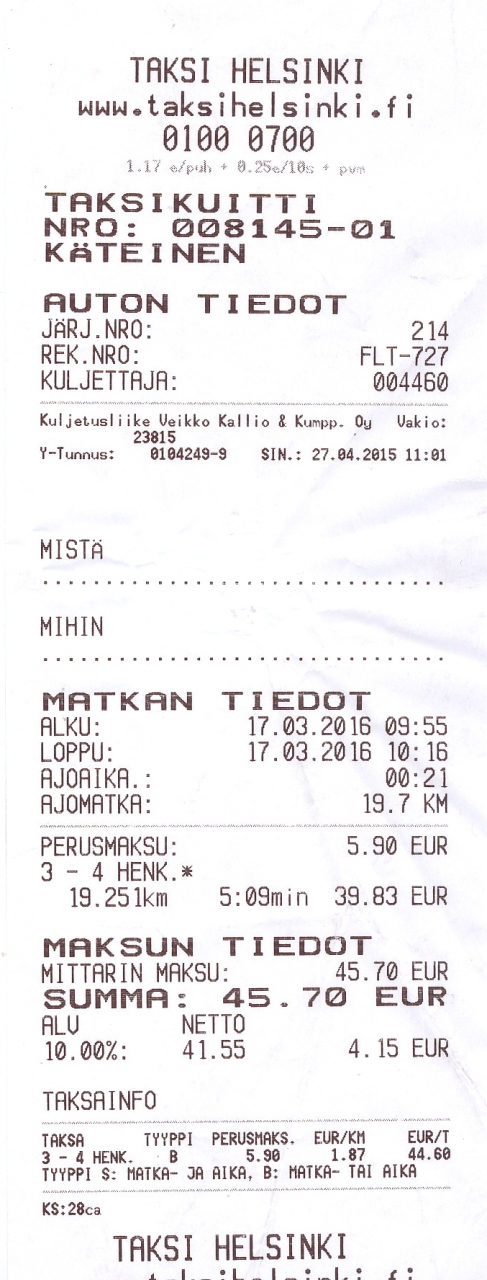 TAKSI HELSINKI
www.taksihelsinki.fi
0100 0700
1.17 e/puh + 0.25e/10s + pvm
TAKSIKUITTI
NRO: 008145-01
KÄTEINEN
AUTON TIEDOT
JÄRJ.NRO: 214
REK.NRO: FLT-727
KULJETTAJA: 004460
Kuljetusliike Veikko Kallio & Kumpp. Oy Vakio:
23815
Y-Tunnus: 0104249-9 SIN.: 27.04.2015 11:01
MISTÄ
MIHIN
MATKAN TIEDOT
ALKU: 17.03.2016 09:55
LOPPU: 17.03.2016 10:16
AJOAIKA.: 00:21
AJOMATKA: 19.7 KM
PERUSMAKSU: 5.90 EUR
3 - 4 HENK.*
19.251km 5:09min 39.83 EUR
MAKSUN TIEDOT
MITTARIN MAKSU: 45.70 EUR
SUMMA: 45.70 EUR
ALV NETTO
10.00%: 41.55 4.15 EUR
TAKSAINFO
TAKSA TYYPPI PERUSMAKS. EUR/KM EUR/T
3 - 4 HENK. B 5.90 1.87 44.60
TYYPPI S: MATKA- JA AIKA, B: MATKA- TAI AIKA
KS:28ca
TAKSI HELSINKI
www.taksihelsinki.fi